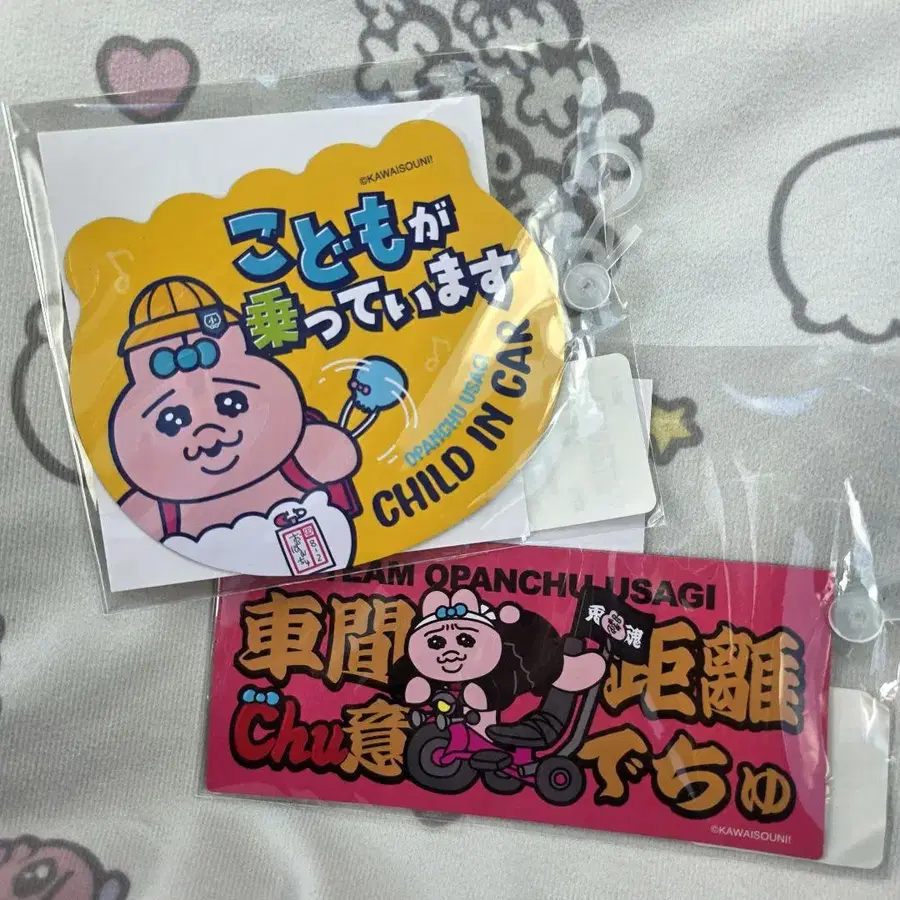 ©KAWAISOUNI!
こどもが
乗っています
小
OPANCHU USAGI
CHILD IN CAR
TEAM OPANCHU USAGI
車間 距離
Chu意 でちゅ
©KAWAISOUNI!